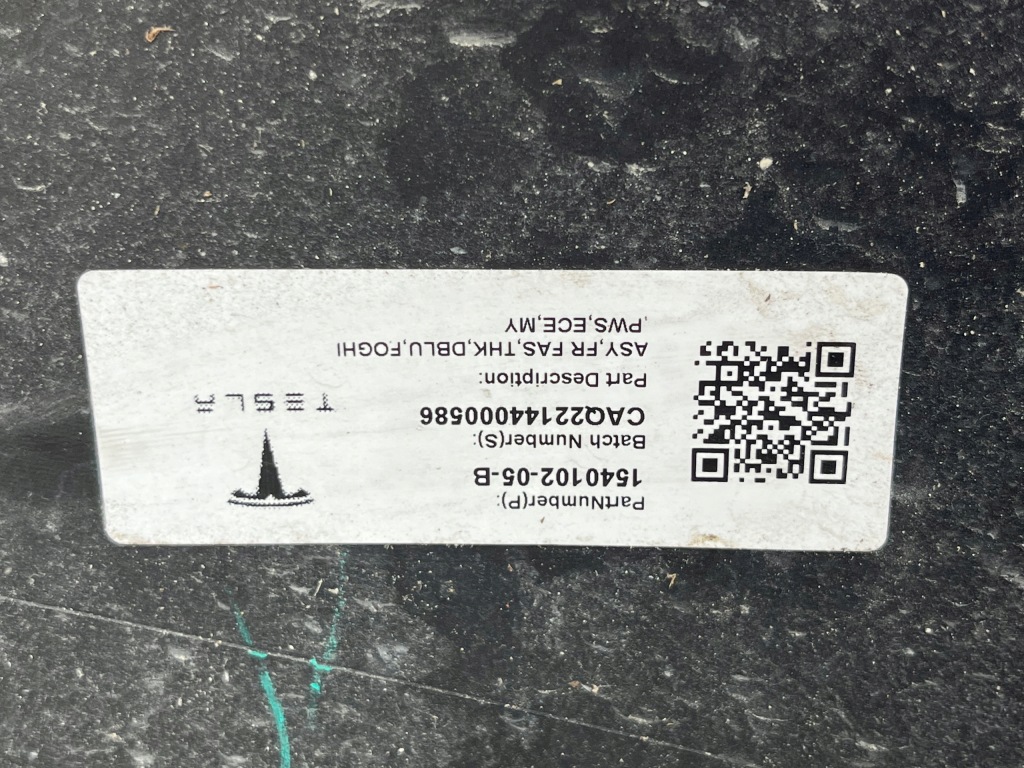 PartNumber(P):
1540102-05-B
Batch Number(S):
CAQ22144000586
Part Description:
ASY,FR FAS,THK,DBLU,FOGHI
,PWS,ECE,MY
TESLA